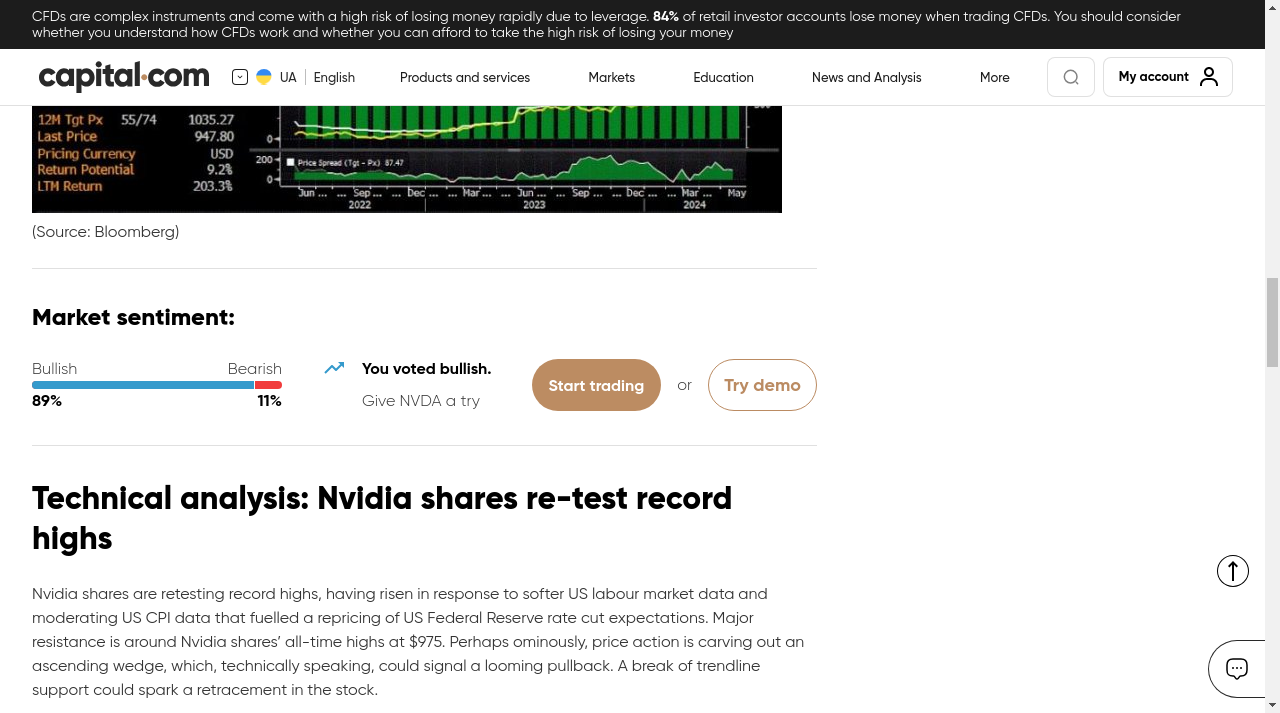 CFDs are complex instruments and come with a high risk of losing money rapidly due to leverage. 84% of retail investor accounts lose money when trading CFDs. You should consider
whether you understand how CFDs work and whether you can afford to take the high risk of losing your money
capital.com
UA English
Products and services
Markets
Education
News and Analysis
More
My account
12M Tgt Px 55/74 1035.27
Last Price 947.80
Pricing Currency USD
Return Potential 9.2%
LTM Return 203.3%
0
200
0
Price Spread (Tgt - Px) 87.47
Jun ... ... Sep ... ... Dec ... Mar ... ... Jun ... ... Sep ... ... Dec ... ... Mar ... May
2022 2023 2024
(Source: Bloomberg)
Market sentiment:
Bullish Bearish
89% 11%
You voted bullish.
Give NVDA a try
Start trading
or
Try demo
Technical analysis: Nvidia shares re-test record
highs
Nvidia shares are retesting record highs, having risen in response to softer US labour market data and
moderating US CPI data that fuelled a repricing of US Federal Reserve rate cut expectations. Major
resistance is around Nvidia shares’ all-time highs at $975. Perhaps ominously, price action is carving out an
ascending wedge, which, technically speaking, could signal a looming pullback. A break of trendline
support could spark a retracement in the stock.